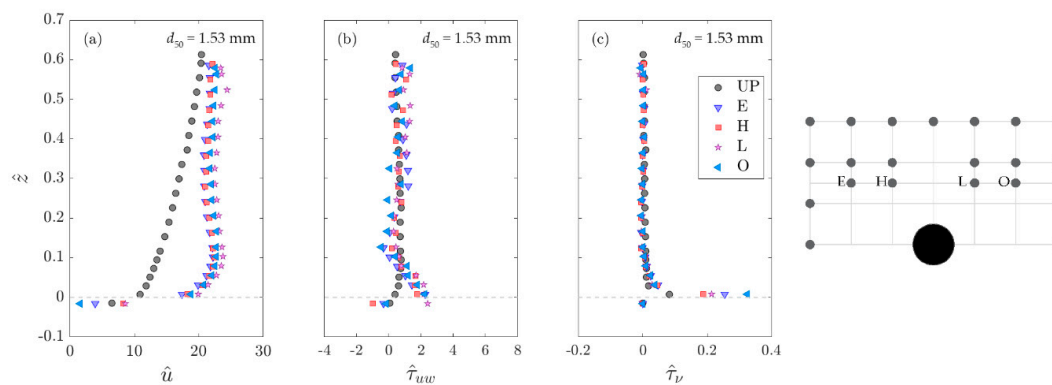 (a) d₅₀ = 1.53 mm
(b) d₅₀ = 1.53 mm
(c) d₅₀ = 1.53 mm
0.7
0.6
0.5
0.4
0.3
0.2
0.1
0
-0.1
ẑ
0 10 20 30
û
-4 -2 0 2 4 6 8
τ̂uw
-0.2 0 0.2 0.4
τ̂ν
UP
E
H
L
O
E H L O